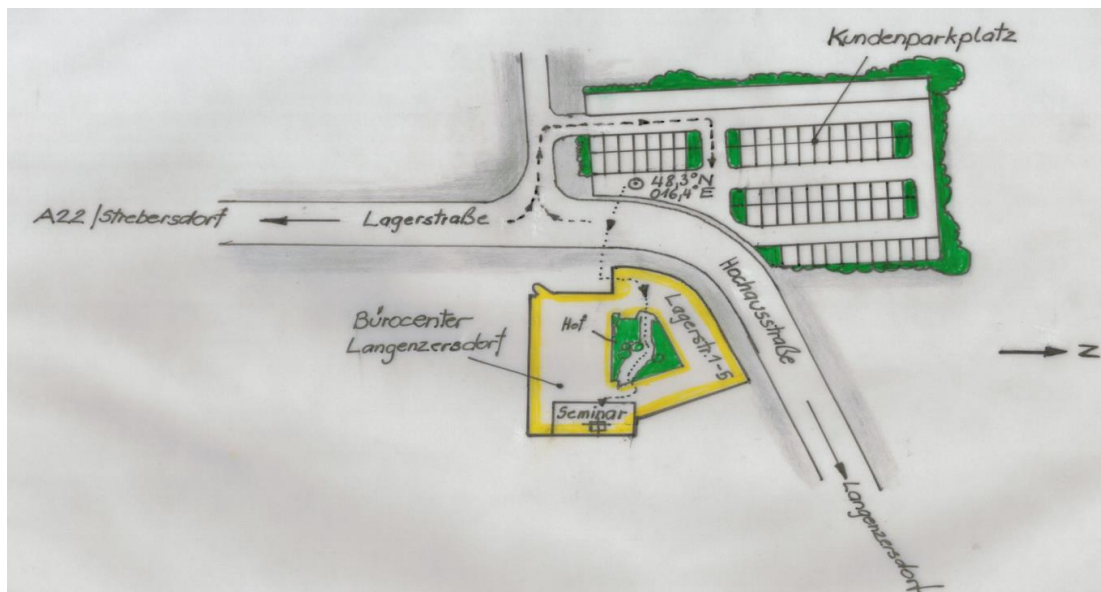 Kundenparkplatz
48,3°N
016,4°E
A22/Strebersdorf
Lagerstraße
Hochausstraße
Lagerstr. 1-5
Hof
Bürocenter
Langenzersdorf
N
Seminar
Langenzersdorf